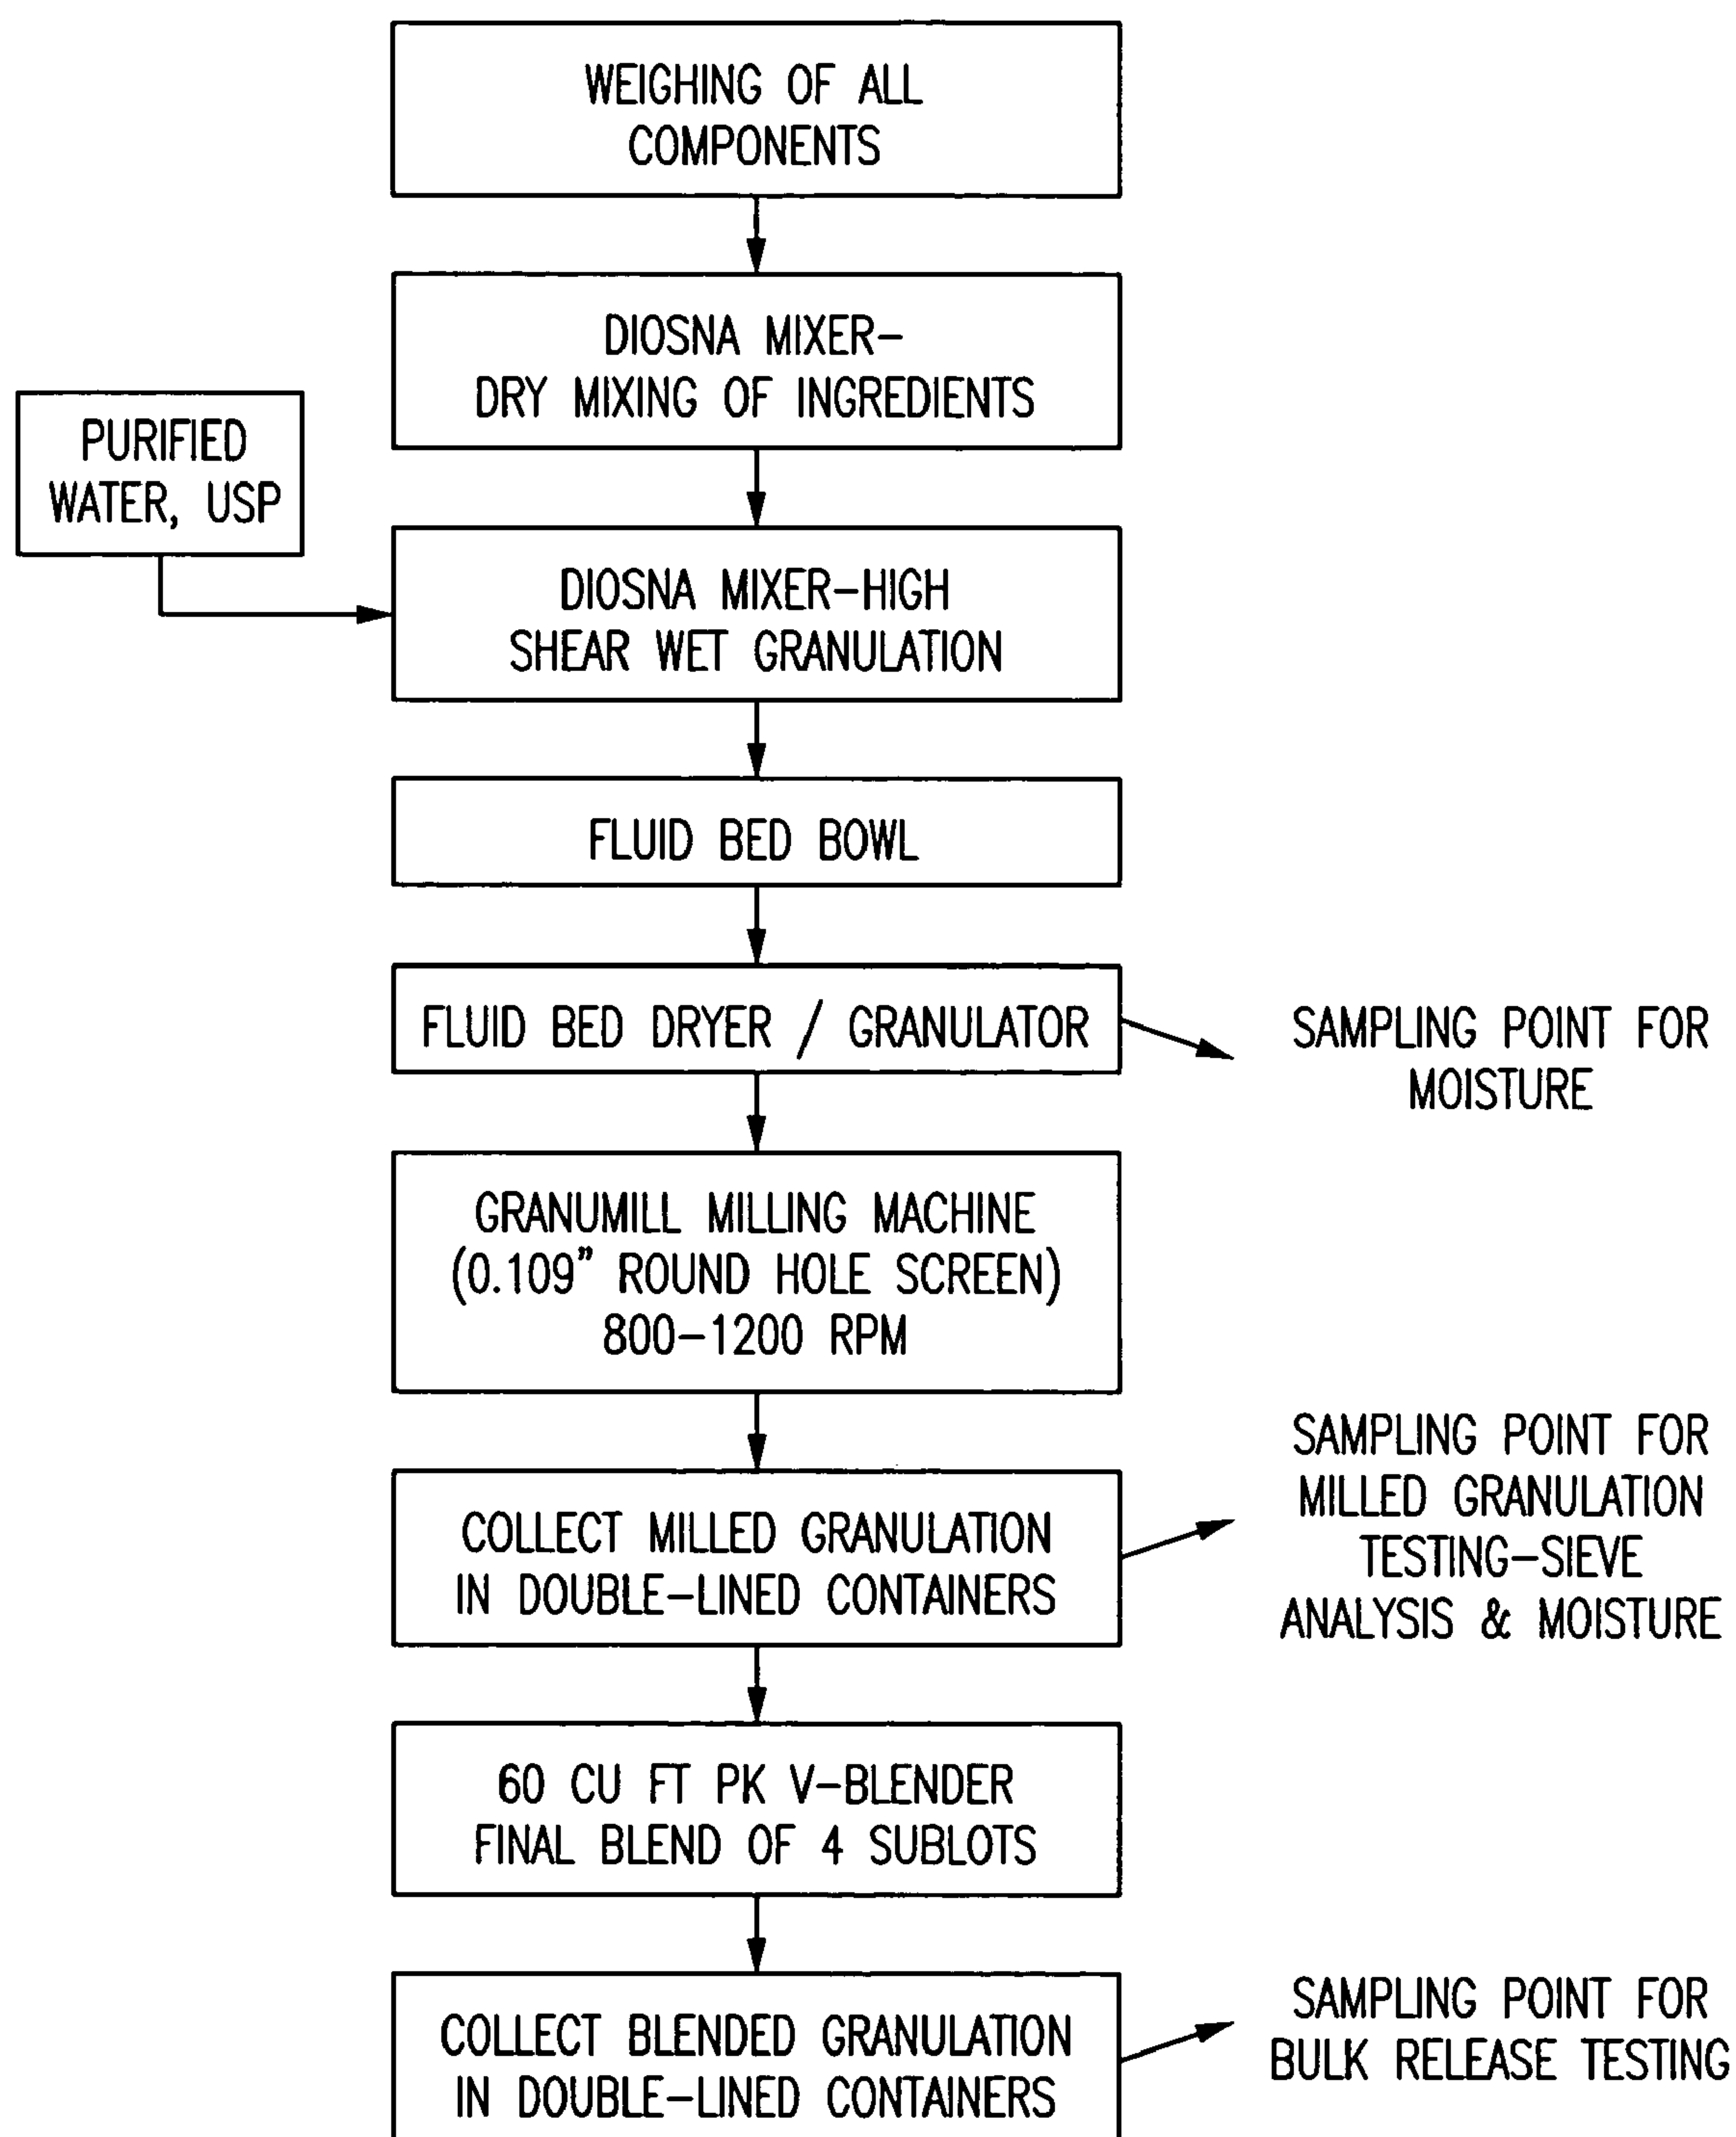 WEIGHING OF ALL
COMPONENTS
DIOSNA MIXER-
DRY MIXING OF INGREDIENTS
PURIFIED
WATER, USP
DIOSNA MIXER-HIGH
SHEAR WET GRANULATION
FLUID BED BOWL
FLUID BED DRYER / GRANULATOR
SAMPLING POINT FOR
MOISTURE
GRANUMILL MILLING MACHINE
(0.109" ROUND HOLE SCREEN)
800-1200 RPM
COLLECT MILLED GRANULATION
IN DOUBLE-LINED CONTAINERS
SAMPLING POINT FOR
MILLED GRANULATION
TESTING-SIEVE
ANALYSIS & MOISTURE
60 CU FT PK V-BLENDER
FINAL BLEND OF 4 SUBLOTS
COLLECT BLENDED GRANULATION
IN DOUBLE-LINED CONTAINERS
SAMPLING POINT FOR
BULK RELEASE TESTING